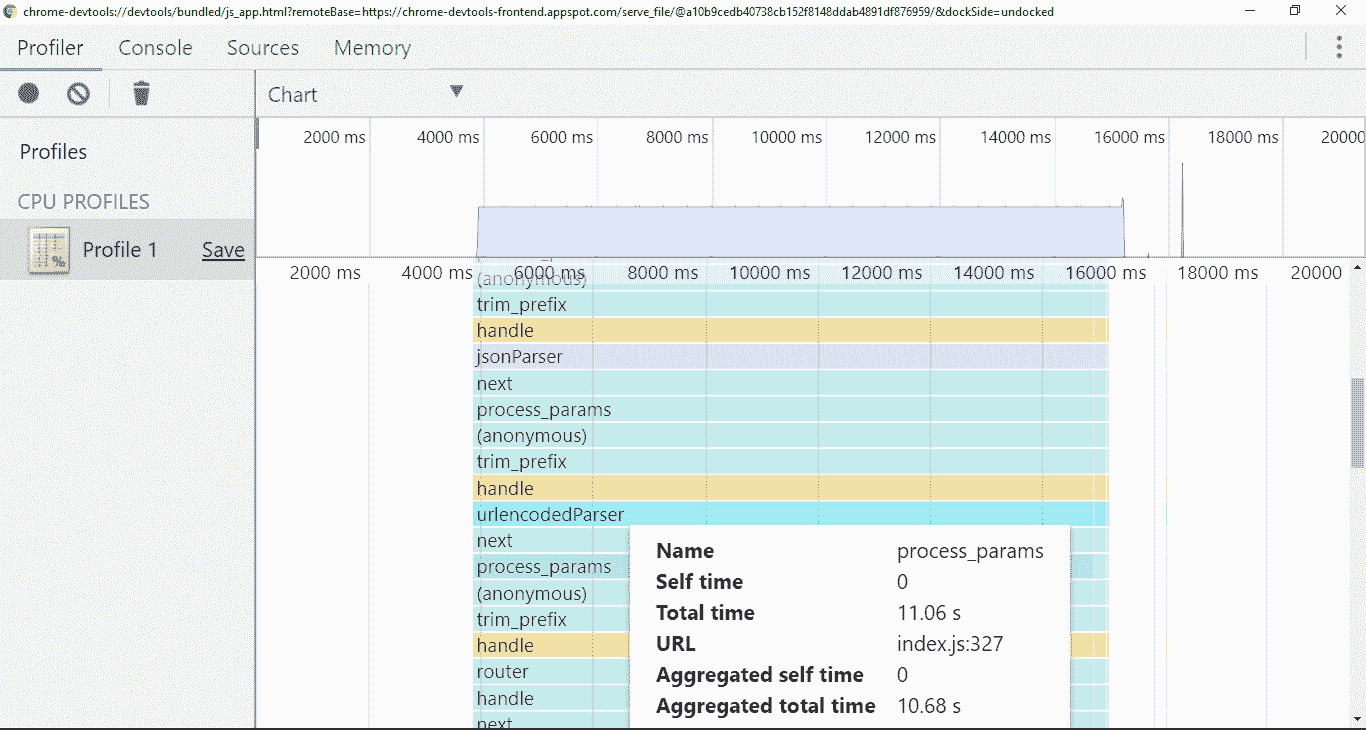 chrome-devtools://devtools/bundled/js_app.html?remoteBase=https://chrome-devtools-frontend.appspot.com/serve_file/@a10b9cedb40738cb152f8148ddab4891df876959/&dockSide=undocked
Profiler Console Sources Memory
Chart
Profiles
CPU PROFILES
Profile 1 Save
2000 ms 4000 ms 6000 ms 8000 ms 10000 ms 12000 ms 14000 ms 16000 ms 18000 ms 20000
2000 ms 4000 ms 6000 ms 8000 ms 10000 ms 12000 ms 14000 ms 16000 ms 18000 ms 20000
(anonymous)
trim_prefix
handle
jsonParser
next
process_params
(anonymous)
trim_prefix
handle
urlencodedParser
next
process_params
(anonymous)
trim_prefix
handle
router
handle
next
Name process_params
Self time 0
Total time 11.06 s
URL index.js:327
Aggregated self time 0
Aggregated total time 10.68 s